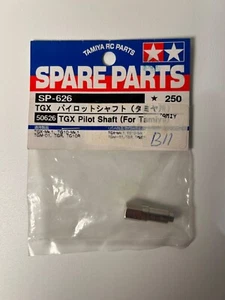 TAMIYA RC PARTS
SPARE PARTS
SP-626 ★ 250
TGX パイロットシャフト (タミヤ
50626 TGX Pilot Shaft (For Tamiya
B11